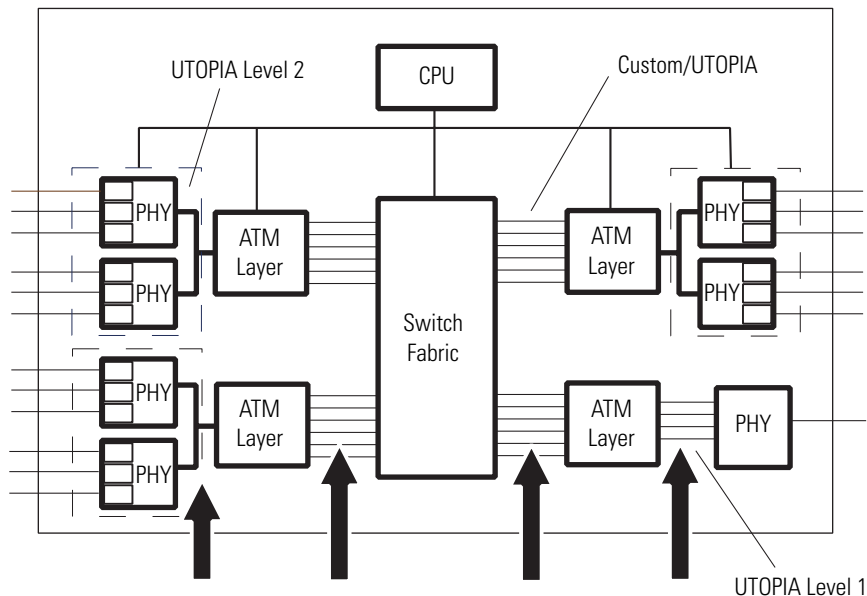 UTOPIA Level 2
CPU
Custom/UTOPIA
PHY
ATM
Layer
ATM
Layer
PHY
PHY
PHY
Switch
Fabric
PHY
ATM
Layer
ATM
Layer
PHY
PHY
UTOPIA Level 1